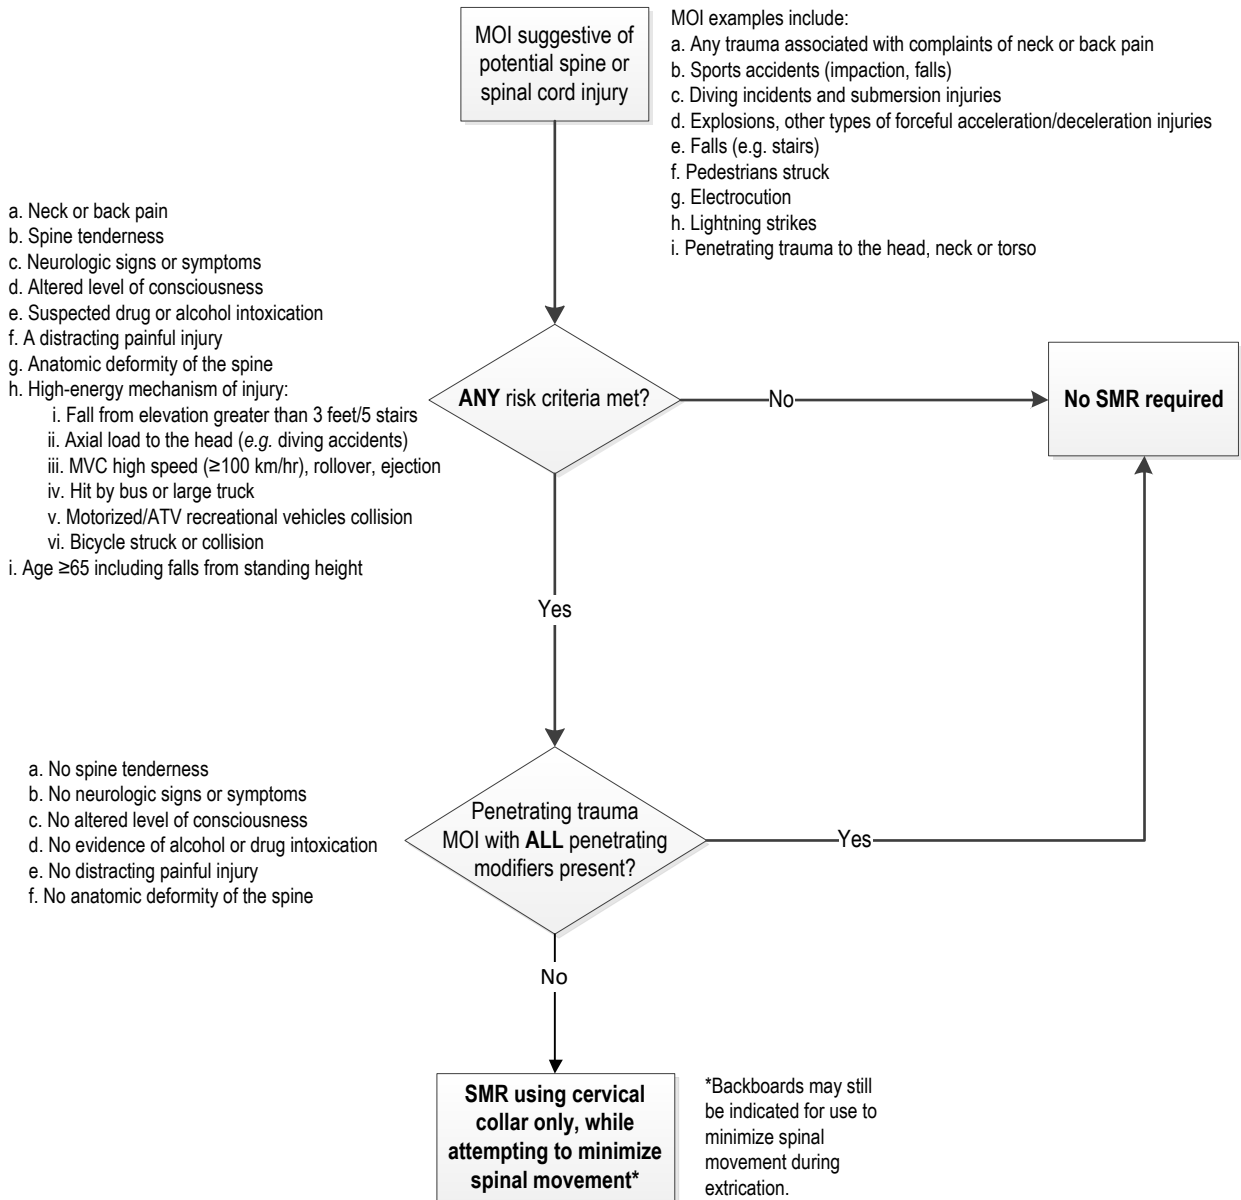 MOI suggestive of
potential spine or
spinal cord injury
MOI examples include:
a. Any trauma associated with complaints of neck or back pain
b. Sports accidents (impaction, falls)
c. Diving incidents and submersion injuries
d. Explosions, other types of forceful acceleration/deceleration injuries
e. Falls (e.g. stairs)
f. Pedestrians struck
g. Electrocution
h. Lightning strikes
i. Penetrating trauma to the head, neck or torso
a. Neck or back pain
b. Spine tenderness
c. Neurologic signs or symptoms
d. Altered level of consciousness
e. Suspected drug or alcohol intoxication
f. A distracting painful injury
g. Anatomic deformity of the spine
h. High-energy mechanism of injury:
i. Fall from elevation greater than 3 feet/5 stairs
ii. Axial load to the head (e.g. diving accidents)
iii. MVC high speed (≥100 km/hr), rollover, ejection
iv. Hit by bus or large truck
v. Motorized/ATV recreational vehicles collision
vi. Bicycle struck or collision
i. Age ≥65 including falls from standing height
ANY risk criteria met?
No
No SMR required
Yes
a. No spine tenderness
b. No neurologic signs or symptoms
c. No altered level of consciousness
d. No evidence of alcohol or drug intoxication
e. No distracting painful injury
f. No anatomic deformity of the spine
Penetrating trauma
MOI with ALL penetrating
modifiers present?
Yes
No
SMR using cervical
collar only, while
attempting to minimize
spinal movement*
*Backboards may still
be indicated for use to
minimize spinal
movement during
extrication.